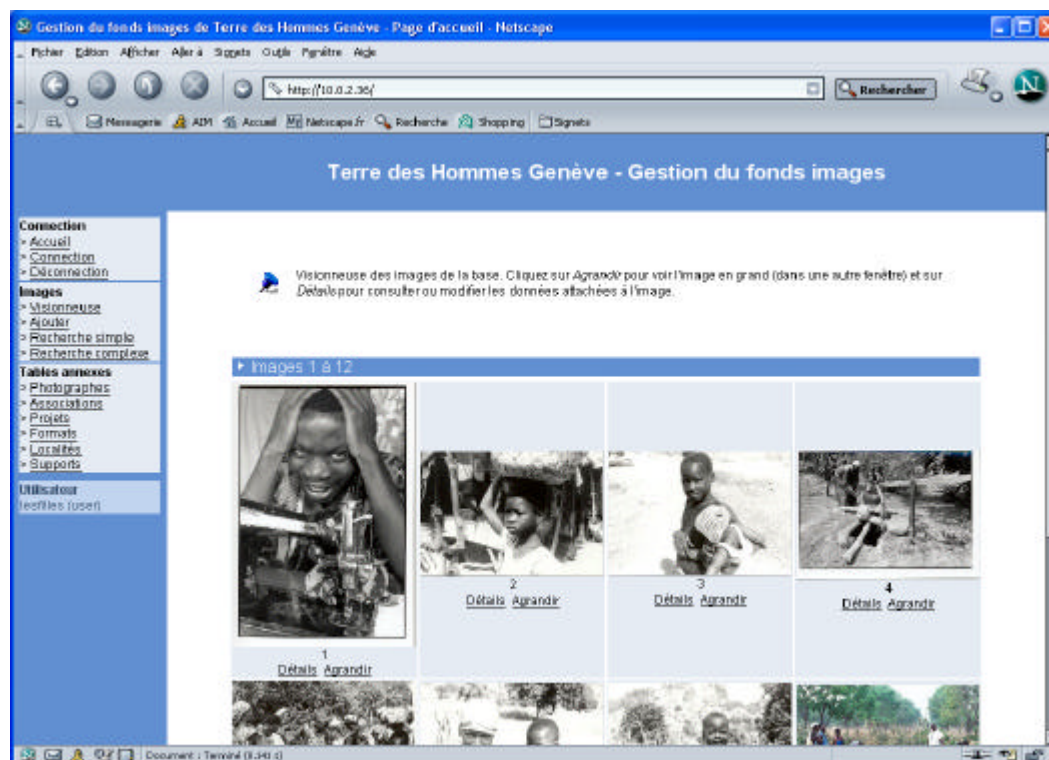 Gestion du fonds images de Terre des Hommes Genève - Page d'accueil - Netscape
Fichier Edition Afficher Aller à Signets Outils Fenêtre Aide
http://10.0.2.36/ Rechercher
Messagerie AIM Accueil Netscape.fr Recherche Shopping Signets
Terre des Hommes Genève - Gestion du fonds images
Connection
> Accueil
> Connection
> Déconnection
Images
> Visionneuse
> Ajouter
> Recherche simple
> Recherche complexe
Tables annexes
> Photographes
> Associations
> Projets
> Formats
> Localités
> Supports
Utilisateur
lesfilles (user)
Visionneuse des images de la base. Cliquez sur Agrandir pour voir l'image en grand (dans une autre fenêtre) et sur
Détails pour consulter ou modifier les données attachées à l'image.
Images 1 à 12
1
Détails Agrandir
2
Détails Agrandir
3
Détails Agrandir
4
Détails Agrandir
Document : Terminé